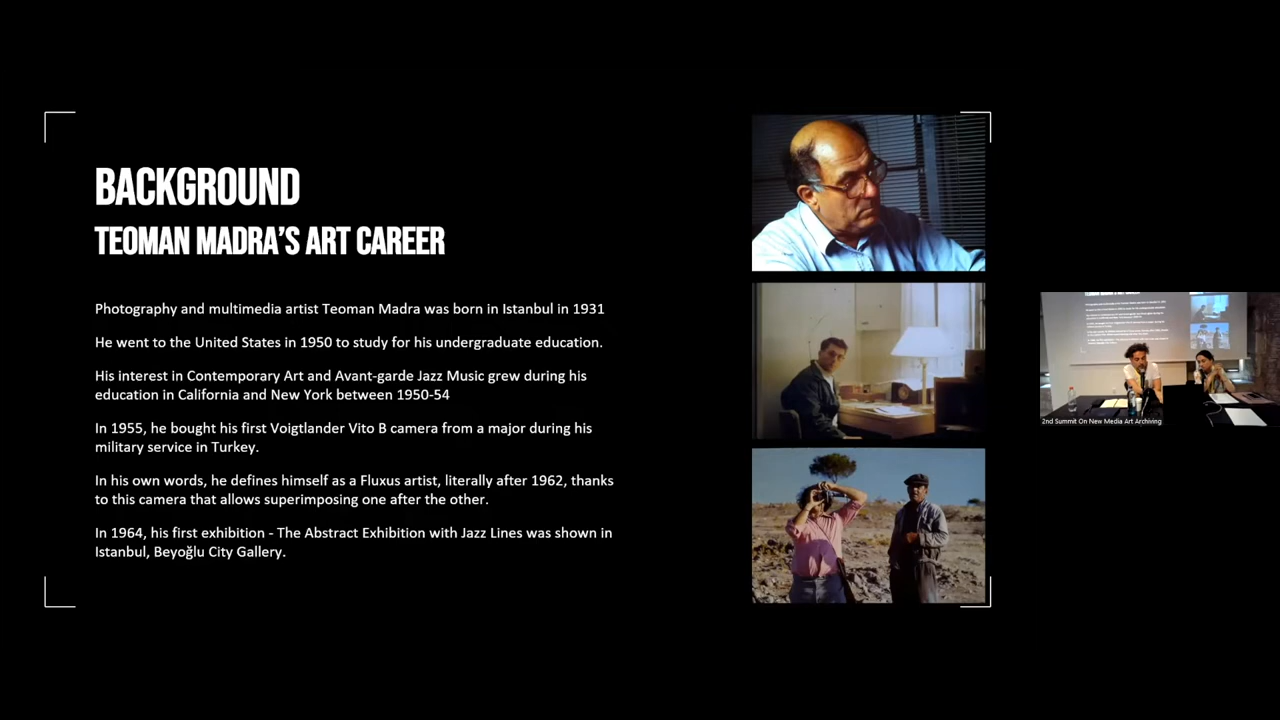 BACKGROUND
TEOMAN MADRA'S ART CAREER
Photography and multimedia artist Teoman Madra was born in Istanbul in 1931
He went to the United States in 1950 to study for his undergraduate education.
His interest in Contemporary Art and Avant-garde Jazz Music grew during his
education in California and New York between 1950-54
In 1955, he bought his first Voigtlander Vito B camera from a major during his
military service in Turkey.
In his own words, he defines himself as a Fluxus artist, literally after 1962, thanks
to this camera that allows superimposing one after the other.
In 1964, his first exhibition - The Abstract Exhibition with Jazz Lines was shown in
Istanbul, Beyoğlu City Gallery.
2nd Summit On New Media Art Archiving